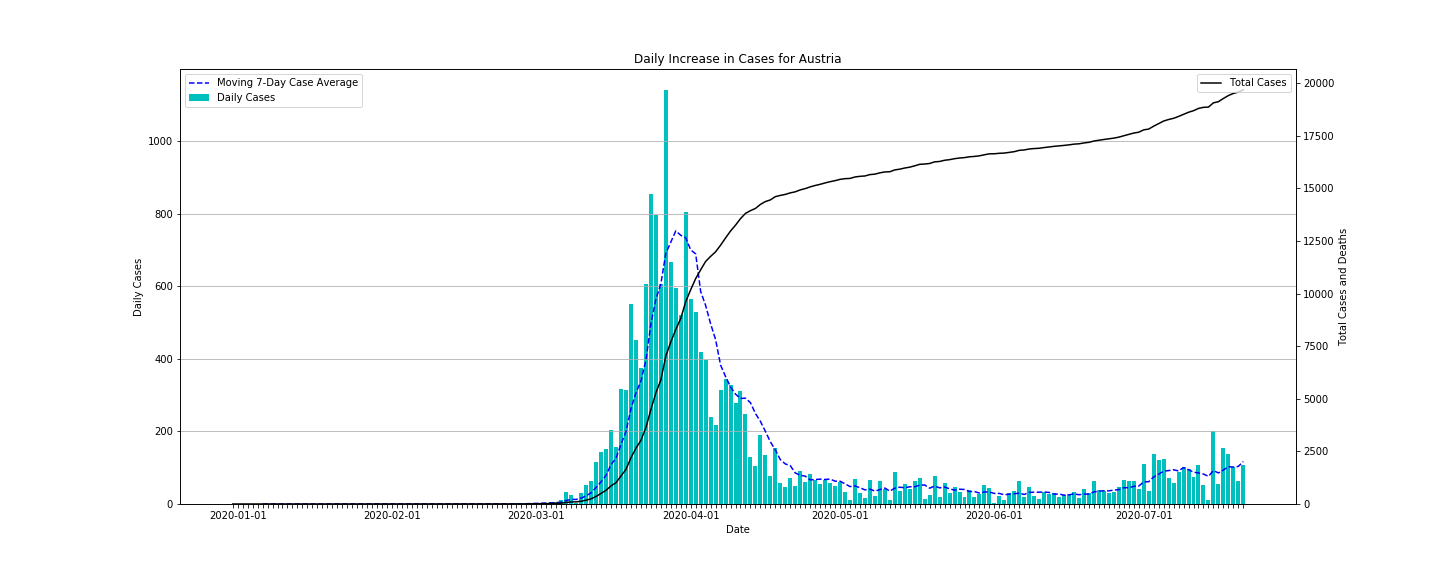 Daily Increase in Cases for Austria
Moving 7-Day Case Average
Daily Cases
Total Cases
1000
800
600
400
200
0
Daily Cases
20000
17500
15000
12500
10000
7500
5000
2500
0
Total Cases and Deaths
2020-01-01 2020-02-01 2020-03-01 2020-04-01 2020-05-01 2020-06-01 2020-07-01
Date